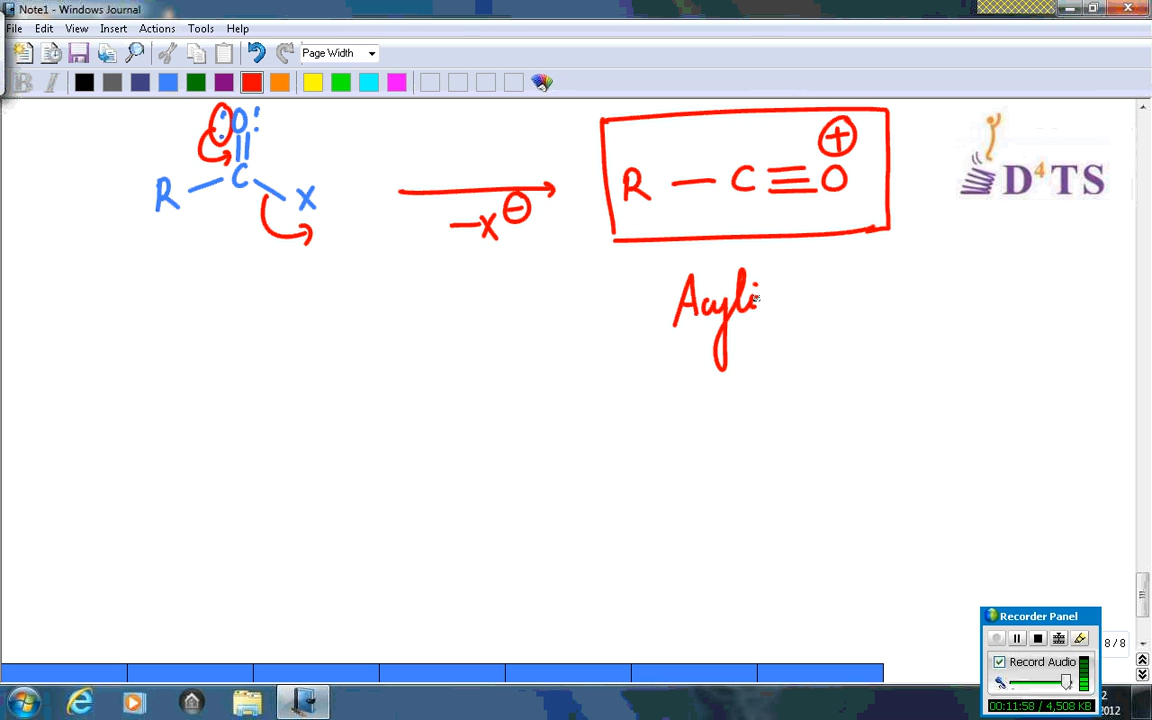 Note1 - Windows Journal
File Edit View Insert Actions Tools Help
Page Width
B I
:O:
R C X
-X ⊖
R — C ≡ O ⊕
D4TS
Acyli
Recorder Panel
8 / 8
Record Audio
00:11:58 / 4,508 KB
2012